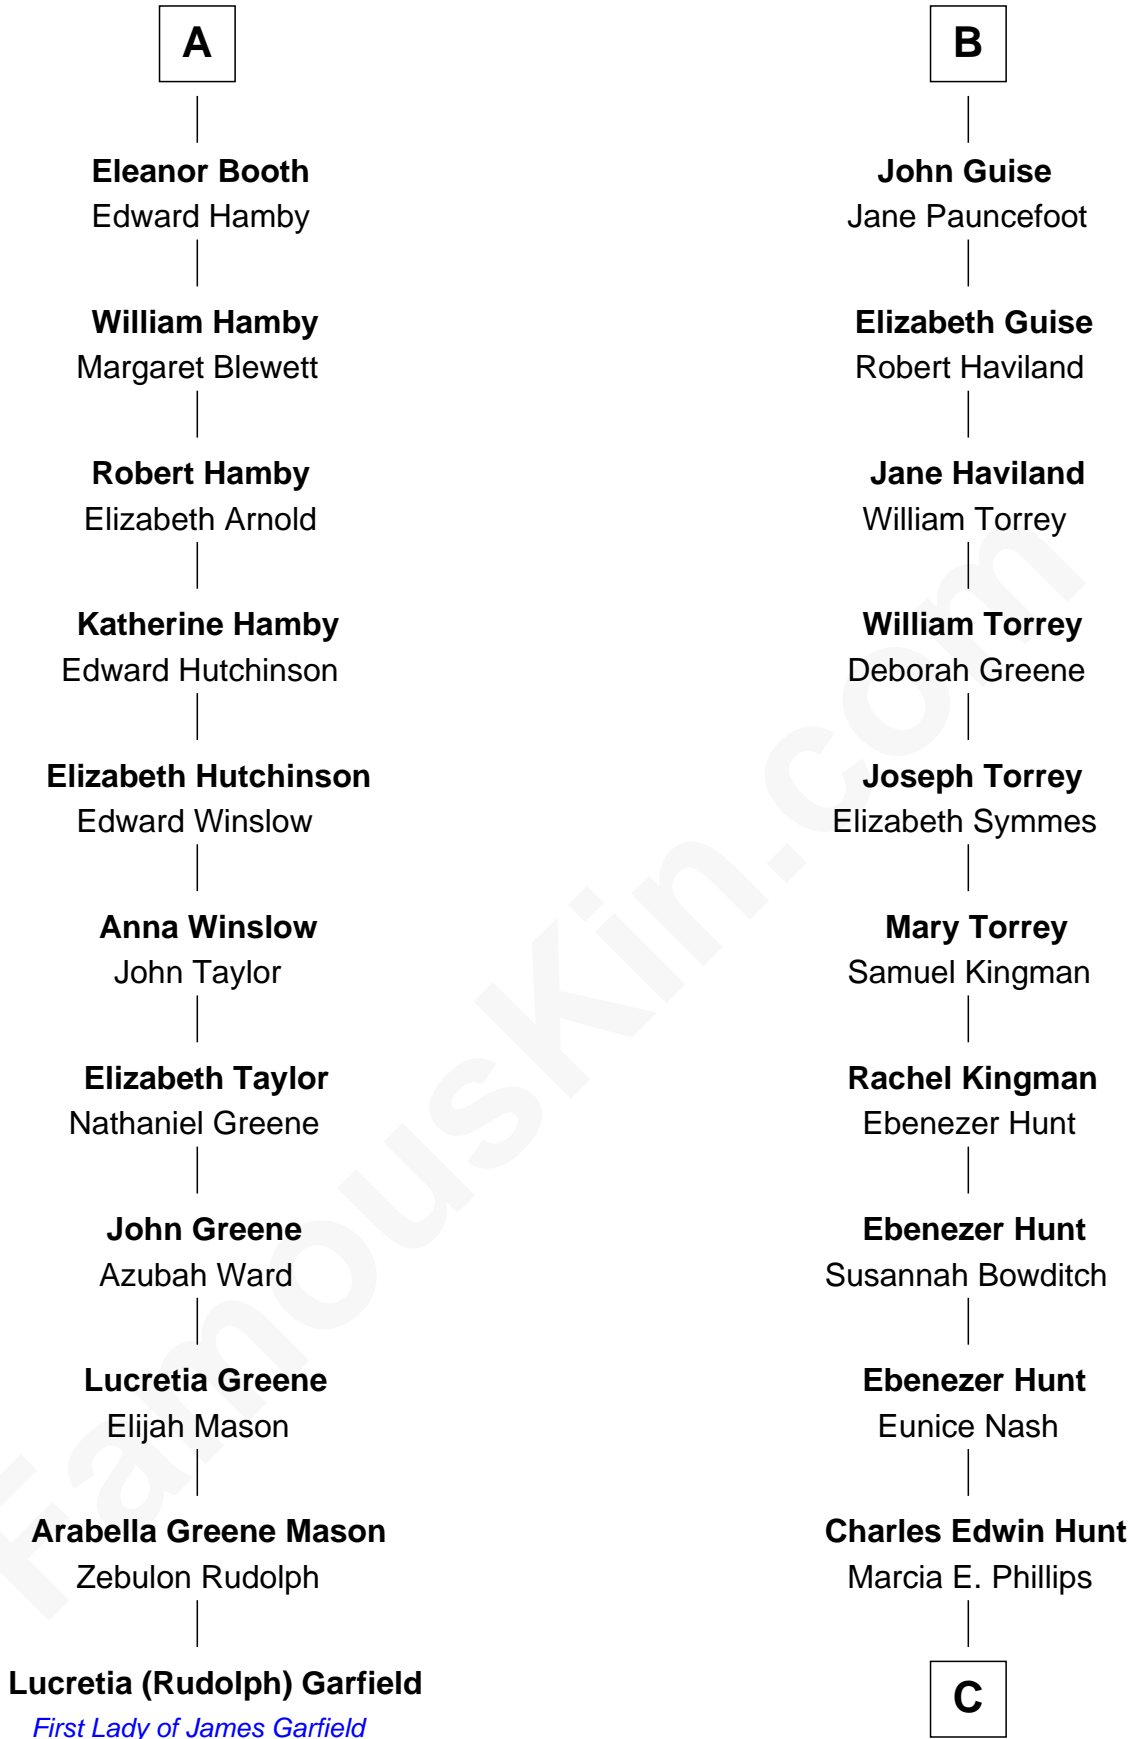 A
Eleanor Booth
Edward Hamby
William Hamby
Margaret Blewett
Robert Hamby
Elizabeth Arnold
Katherine Hamby
Edward Hutchinson
Elizabeth Hutchinson
Edward Winslow
Anna Winslow
John Taylor
Elizabeth Taylor
Nathaniel Greene
John Greene
Azubah Ward
Lucretia Greene
Elijah Mason
Arabella Greene Mason
Zebulon Rudolph
Lucretia (Rudolph) Garfield
First Lady of James Garfield
B
John Guise
Jane Pauncefoot
Elizabeth Guise
Robert Haviland
Jane Haviland
William Torrey
William Torrey
Deborah Greene
Joseph Torrey
Elizabeth Symmes
Mary Torrey
Samuel Kingman
Rachel Kingman
Ebenezer Hunt
Ebenezer Hunt
Susannah Bowditch
Ebenezer Hunt
Eunice Nash
Charles Edwin Hunt
Marcia E. Phillips
C
FamousKin.com